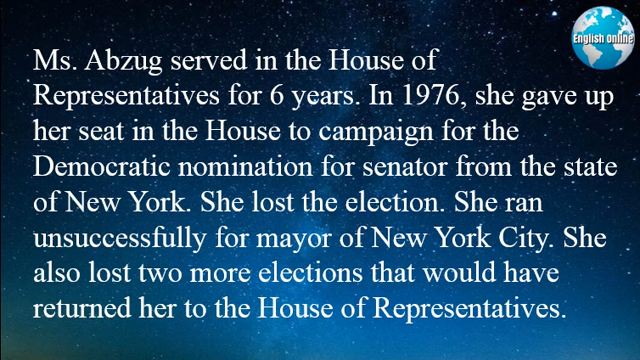 English Online
Ms. Abzug served in the House of
Representatives for 6 years. In 1976, she gave up
her seat in the House to campaign for the
Democratic nomination for senator from the state
of New York. She lost the election. She ran
unsuccessfully for mayor of New York City. She
also lost two more elections that would have
returned her to the House of Representatives.